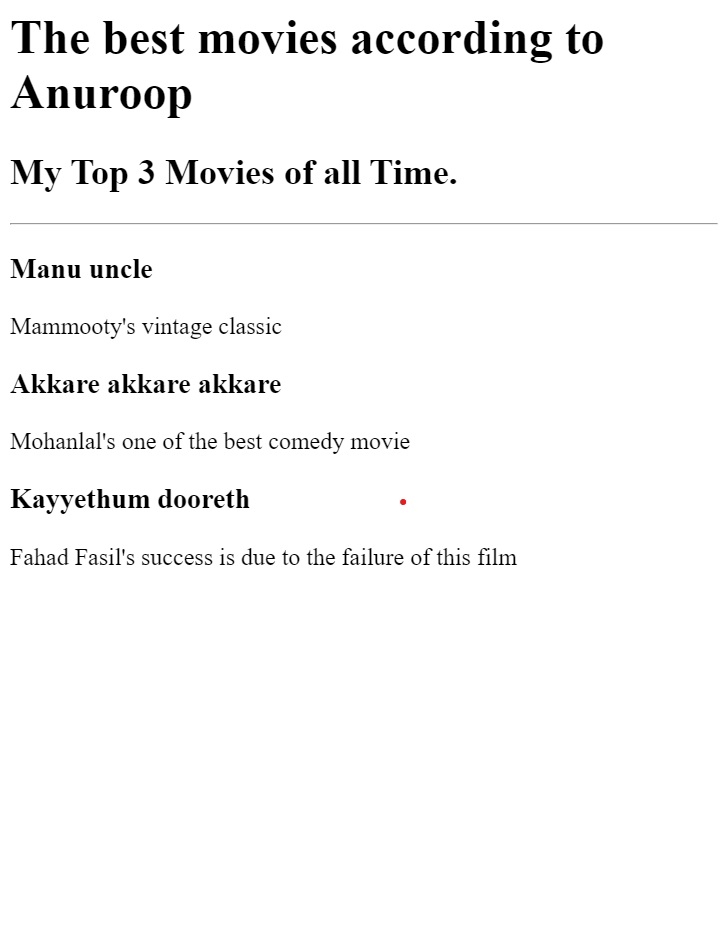 The best movies according to
Anuroop
My Top 3 Movies of all Time.
Manu uncle
Mammooty's vintage classic
Akkare akkare akkare
Mohanlal's one of the best comedy movie
Kayyethum dooreth
Fahad Fasil's success is due to the failure of this film